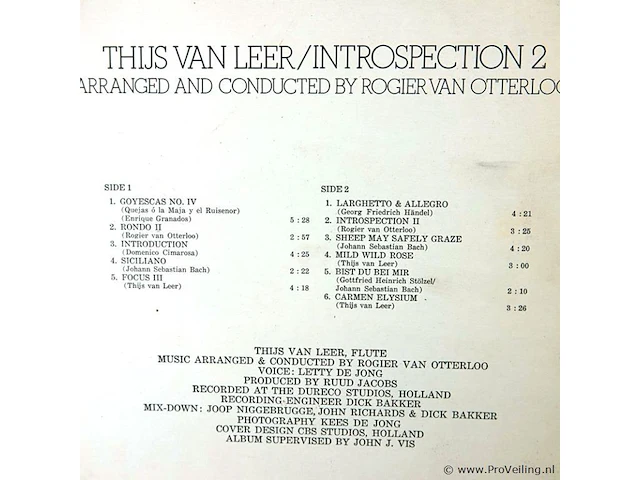 THIJS VAN LEER/INTROSPECTION 2
ARRANGED AND CONDUCTED BY ROGIER VAN OTTERLOO
SIDE 1
1. GOYESCAS NO. IV
(Quejas ó la Maja y el Ruisenor)
(Enrique Granados) 5 : 28
2. RONDO II
(Rogier van Otterloo) 2 : 57
3. INTRODUCTION
(Domenico Cimarosa) 4 : 25
4. SICILIANO
(Johann Sebastian Bach) 2 : 22
5. FOCUS III
(Thijs van Leer) 4 : 18
SIDE 2
1. LARGHETTO & ALLEGRO
(Georg Friedrich Händel) 4 : 21
2. INTROSPECTION II
(Rogier van Otterloo) 3 : 25
3. SHEEP MAY SAFELY GRAZE
(Johann Sebastian Bach) 4 : 20
4. MILD WILD ROSE
(Thijs van Leer) 3 : 00
5. BIST DU BEI MIR
(Gottfried Heinrich Stölzel/
Johann Sebastian Bach) 2 : 10
6. CARMEN ELYSIUM
(Thijs van Leer) 3 : 26
THIJS VAN LEER, FLUTE
MUSIC ARRANGED & CONDUCTED BY ROGIER VAN OTTERLOO
VOICE: LETTY DE JONG
PRODUCED BY RUUD JACOBS
RECORDED AT THE DURECO STUDIOS, HOLLAND
RECORDING-ENGINEER DICK BAKKER
MIX-DOWN: JOOP NIGGEBRUGGE, JOHN RICHARDS & DICK BAKKER
PHOTOGRAPHY KEES DE JONG
COVER DESIGN CBS STUDIOS, HOLLAND
ALBUM SUPERVISED BY JOHN J. VIS
© www.ProVeiling.nl